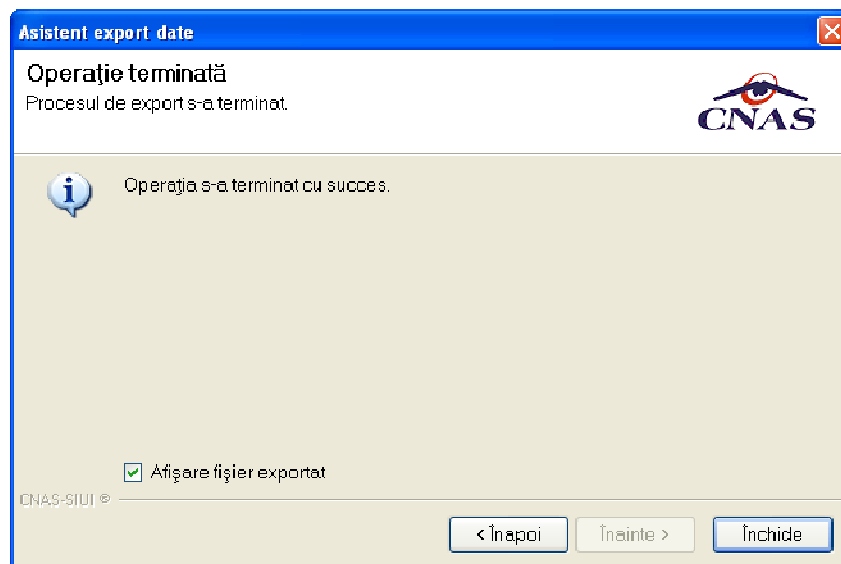 Asistent export date
Operaţie terminată
Procesul de export s-a terminat.
CNAS
Operaţia s-a terminat cu succes.
Afişare fişier exportat
CNAS-SIUI ®
< Înapoi
Înainte >
Închide